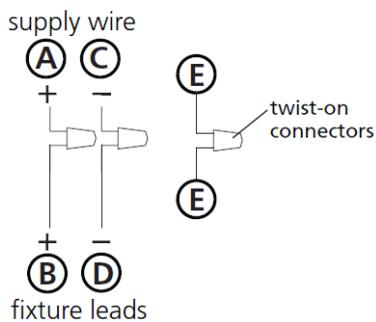 supply wire
A C
+ −
E
twist-on
connectors
E
+ −
B D
fixture leads